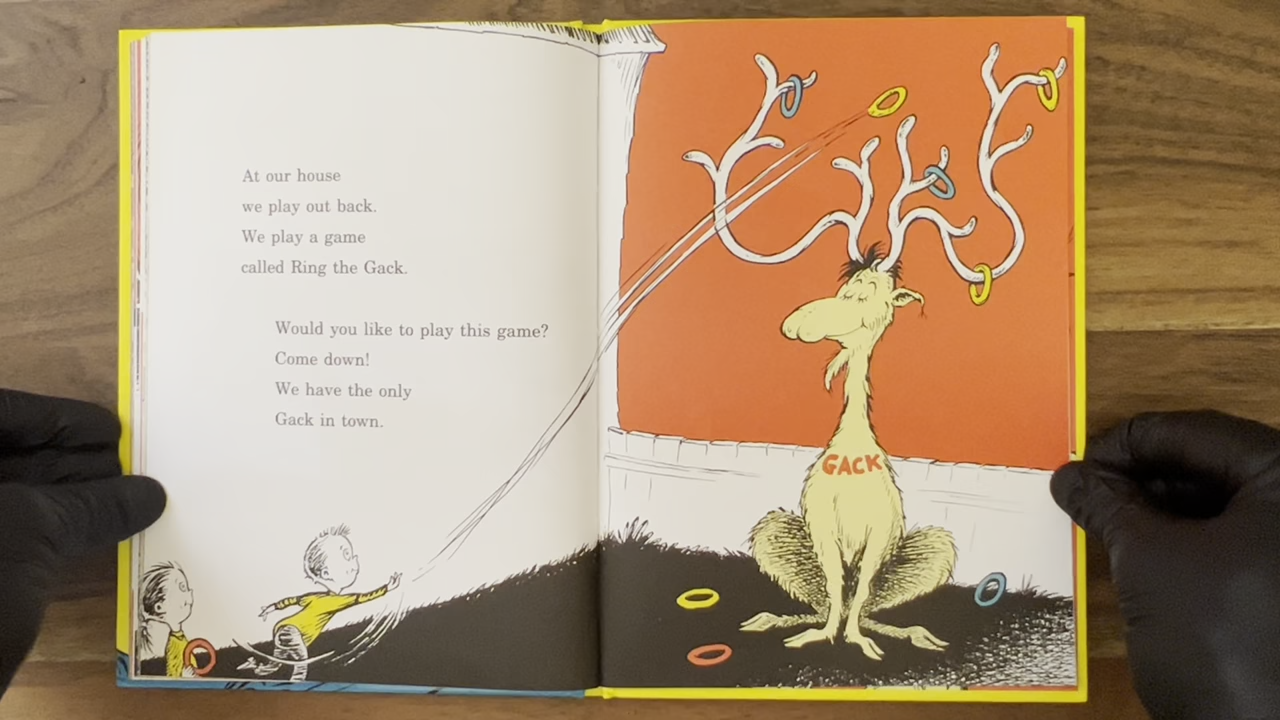 At our house
we play out back.
We play a game
called Ring the Gack.
Would you like to play this game?
Come down!
We have the only
Gack in town.
GACK